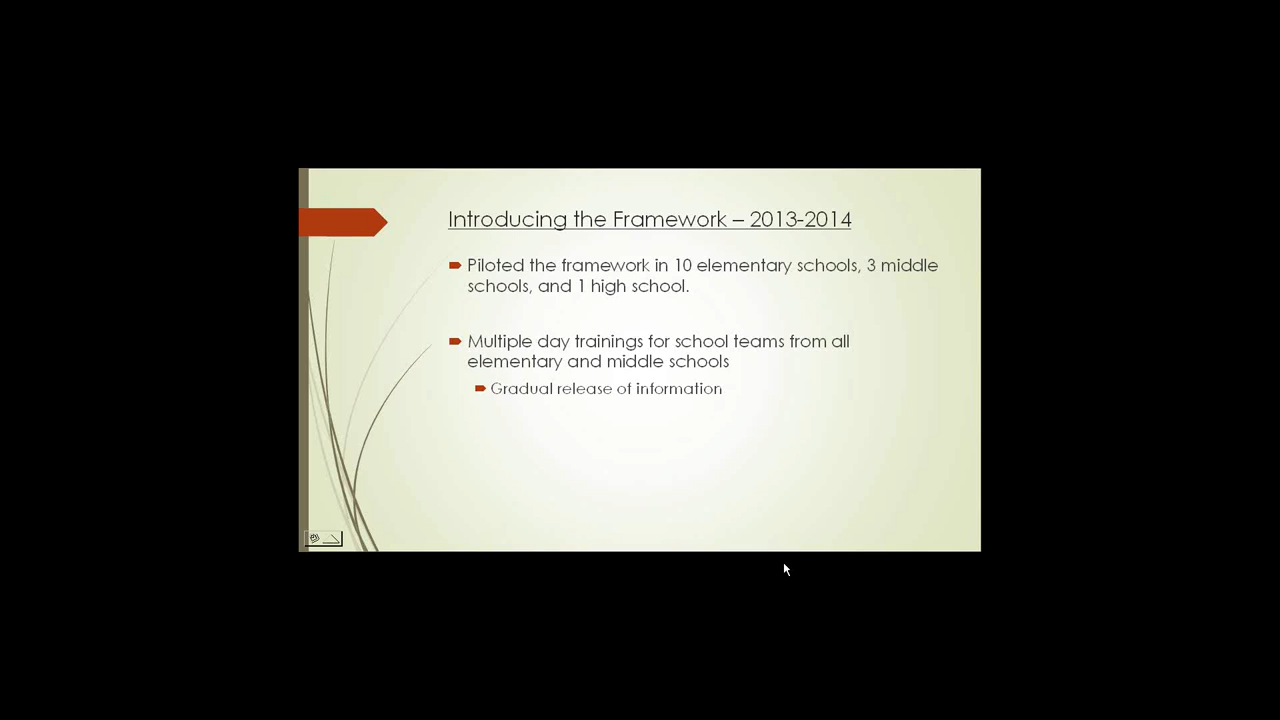 Introducing the Framework – 2013-2014
Piloted the framework in 10 elementary schools, 3 middle
schools, and 1 high school.
Multiple day trainings for school teams from all
elementary and middle schools
Gradual release of information